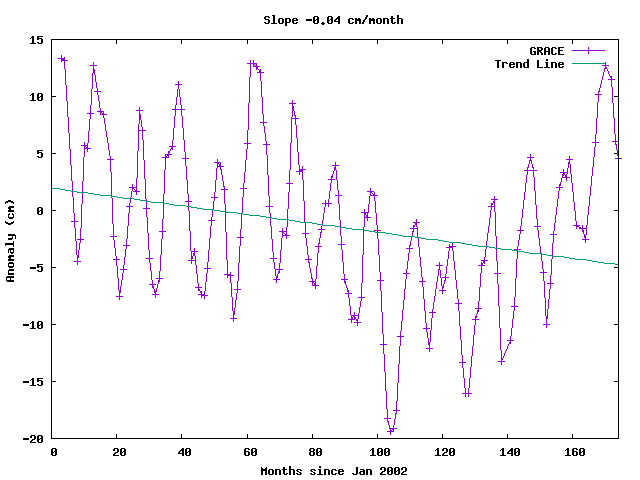 Slope -0.04 cm/month
GRACE
Trend Line
15
10
5
0
-5
-10
-15
-20
Anomaly (cm)
0 20 40 60 80 100 120 140 160
Months since Jan 2002